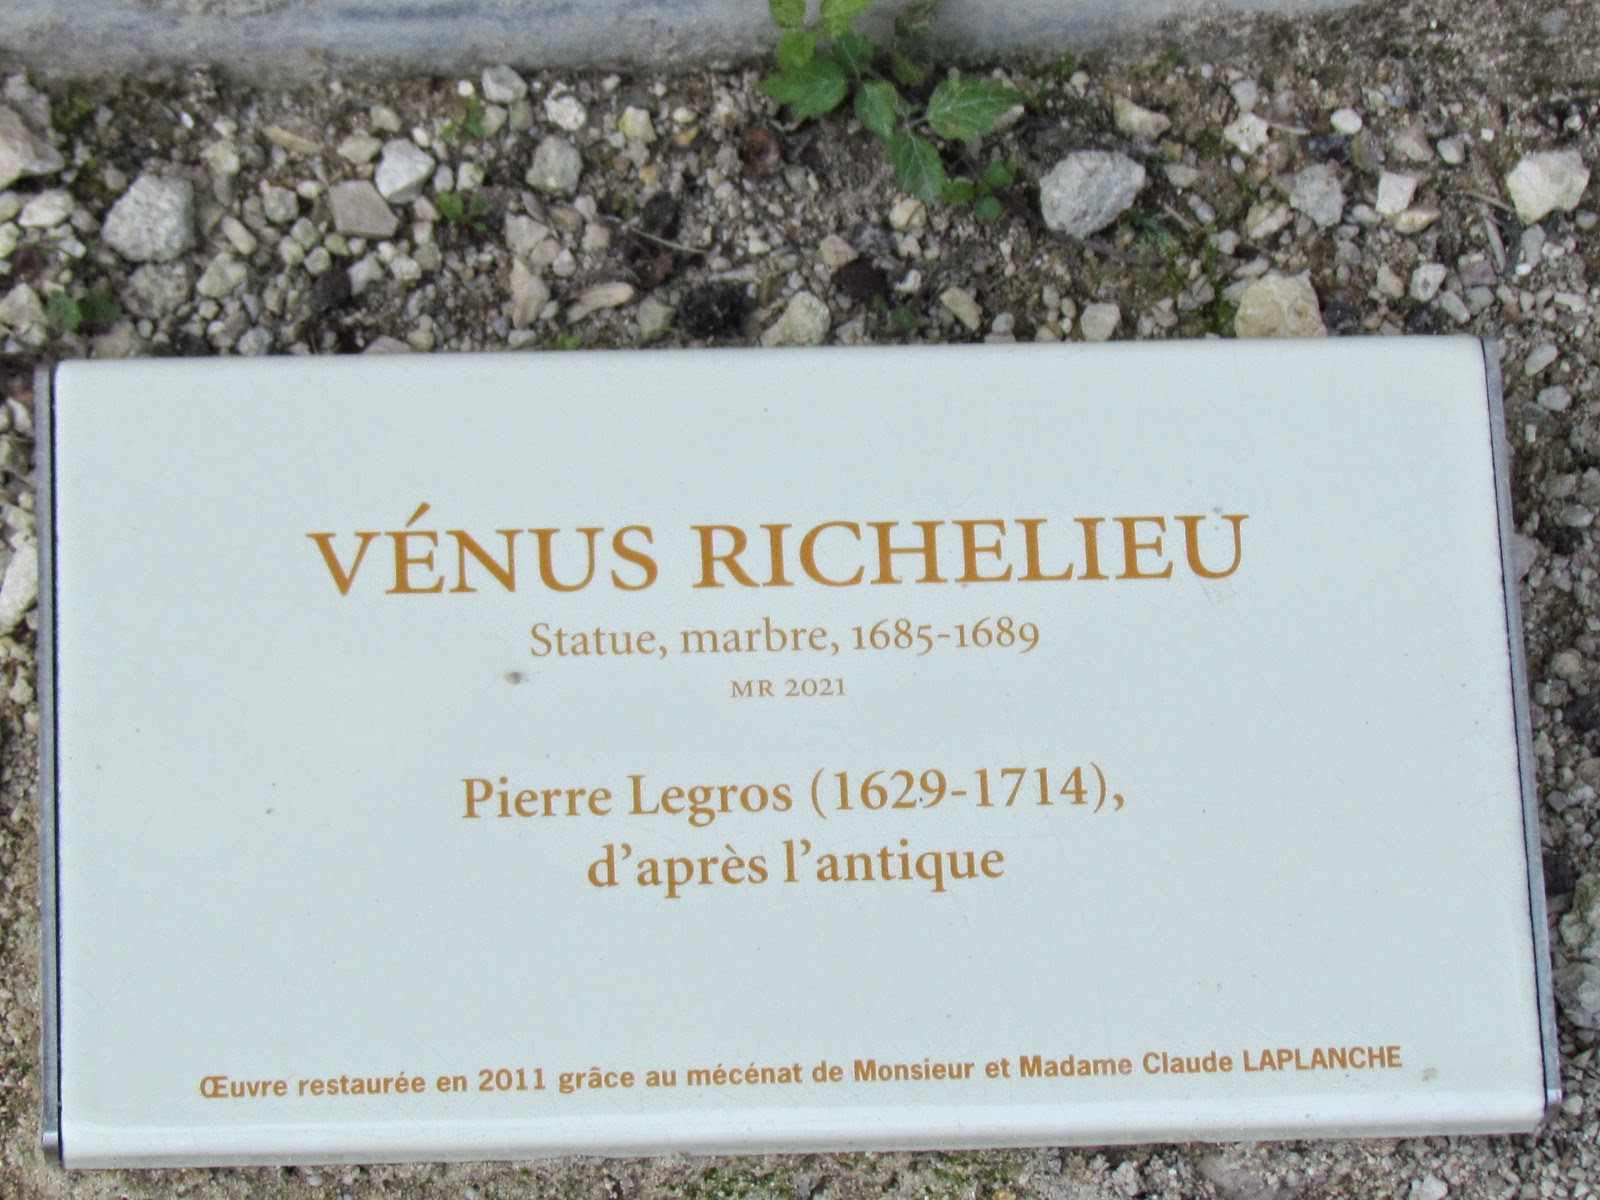 VÉNUS RICHELIEU
Statue, marbre, 1685-1689
MR 2021
Pierre Legros (1629-1714),
d’après l’antique
Œuvre restaurée en 2011 grâce au mécénat de Monsieur et Madame Claude LAPLANCHE